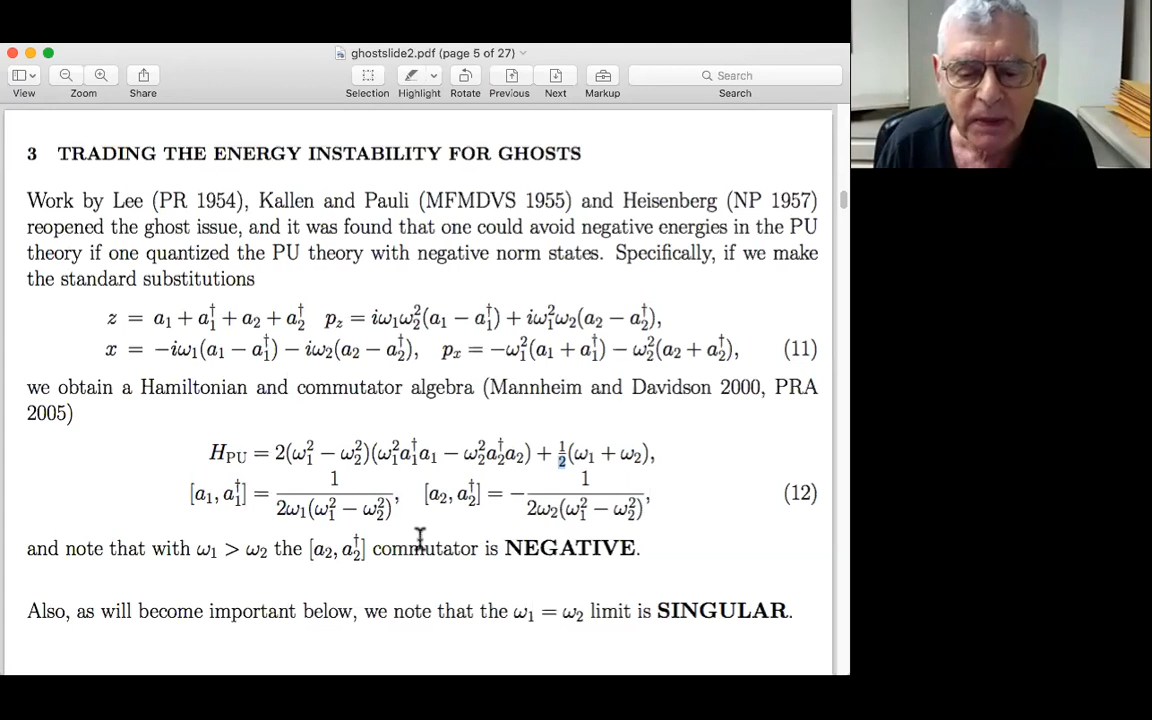 ghostslide2.pdf (page 5 of 27)
View Zoom Share Selection Highlight Rotate Previous Next Markup Search
Search
3 TRADING THE ENERGY INSTABILITY FOR GHOSTS
Work by Lee (PR 1954), Kallen and Pauli (MFMDVS 1955) and Heisenberg (NP 1957)
reopened the ghost issue, and it was found that one could avoid negative energies in the PU
theory if one quantized the PU theory with negative norm states. Specifically, if we make
the standard substitutions
z = a₁ + a₁† + a₂ + a₂† p_z = iω₁ω₂²(a₁ − a₁†) + iω₁²ω₂(a₂ − a₂†),
x = −iω₁(a₁ − a₁†) − iω₂(a₂ − a₂†), p_x = −ω₁²(a₁ + a₁†) − ω₂²(a₂ + a₂†), (11)
we obtain a Hamiltonian and commutator algebra (Mannheim and Davidson 2000, PRA
2005)
H_PU = 2(ω₁² − ω₂²)(ω₁²a₁†a₁ − ω₂²a₂†a₂) + ½(ω₁ + ω₂),
[a₁, a₁†] = 1/(2ω₁(ω₁² − ω₂²)), [a₂, a₂†] = −1/(2ω₂(ω₁² − ω₂²)), (12)
and note that with ω₁ > ω₂ the [a₂, a₂†] commutator is NEGATIVE.
Also, as will become important below, we note that the ω₁ = ω₂ limit is SINGULAR.